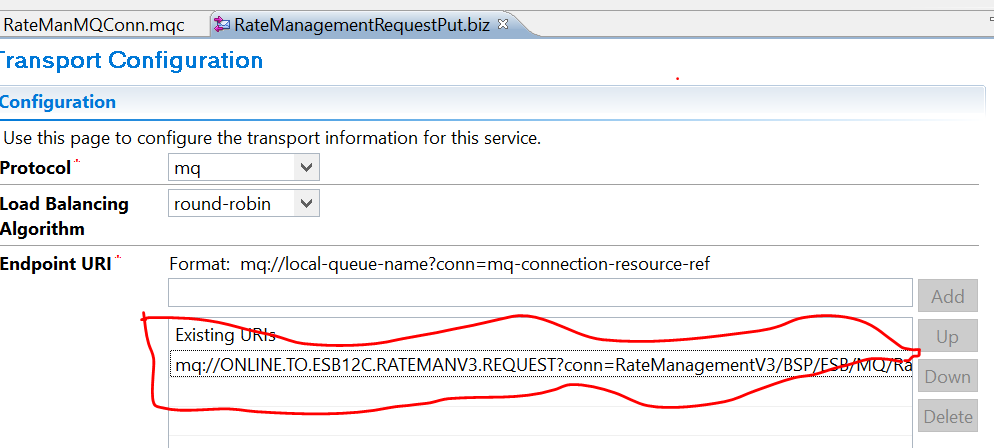 RateManMQConn.mqc RateManagementRequestPut.biz
Transport Configuration
Configuration
Use this page to configure the transport information for this service.
Protocol* mq
Load Balancing Algorithm round-robin
Endpoint URI* Format: mq://local-queue-name?conn=mq-connection-resource-ref
Add
Existing URIs
Up
mq://ONLINE.TO.ESB12C.RATEMANV3.REQUEST?conn=RateManagementV3/BSP/ESB/MQ/Ra
Down
Delete